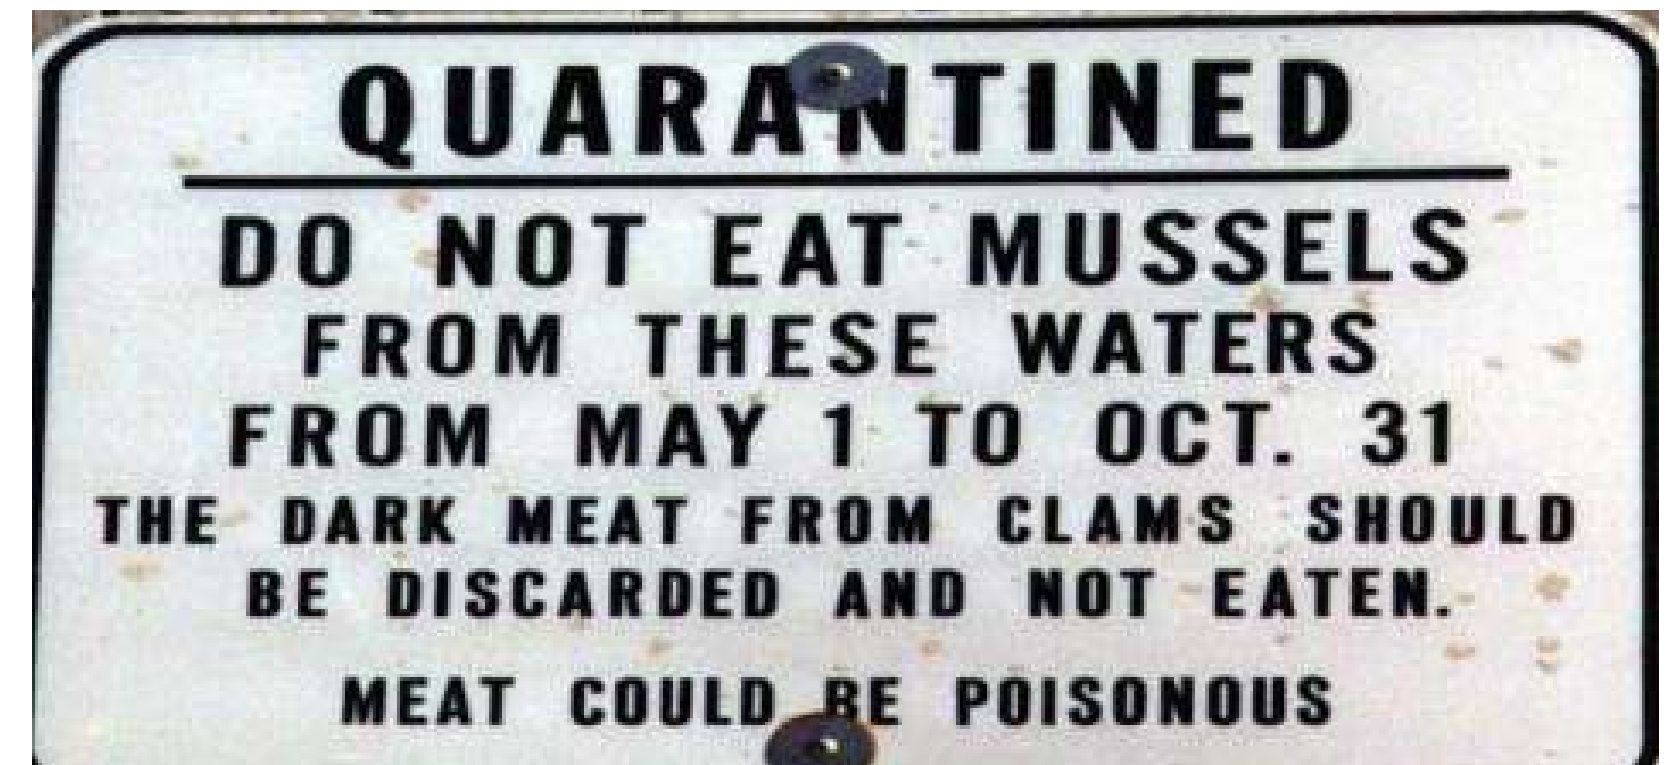 QUARANTINED
DO NOT EAT MUSSELS
FROM THESE WATERS
FROM MAY 1 TO OCT. 31
THE DARK MEAT FROM CLAMS SHOULD
BE DISCARDED AND NOT EATEN.
MEAT COULD BE POISONOUS